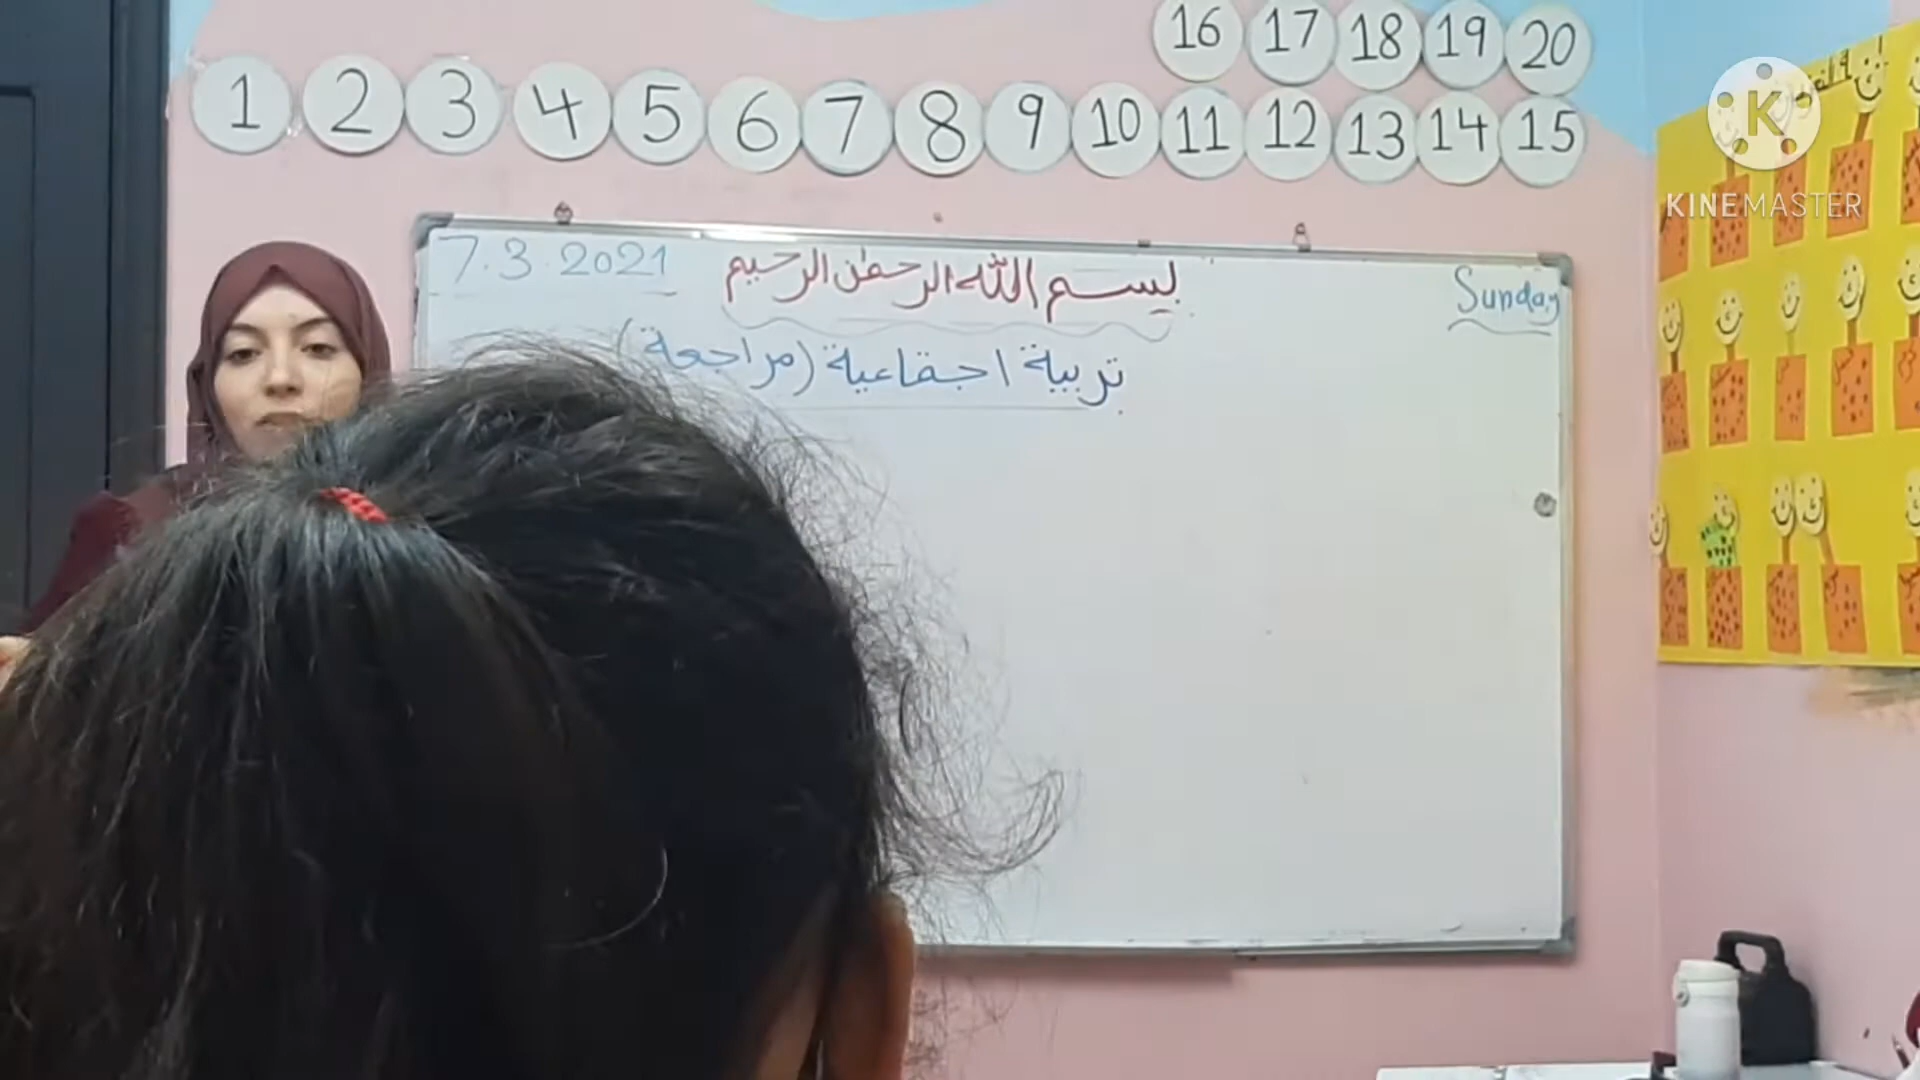 16 17 18 19 20
1 2 3 4 5 6 7 8 9 10 11 12 13 14 15
KINEMASTER
7.3.2021
بسم الله الرحمن الرحيم
Sunday
تربية اجتماعية (مراجعة)